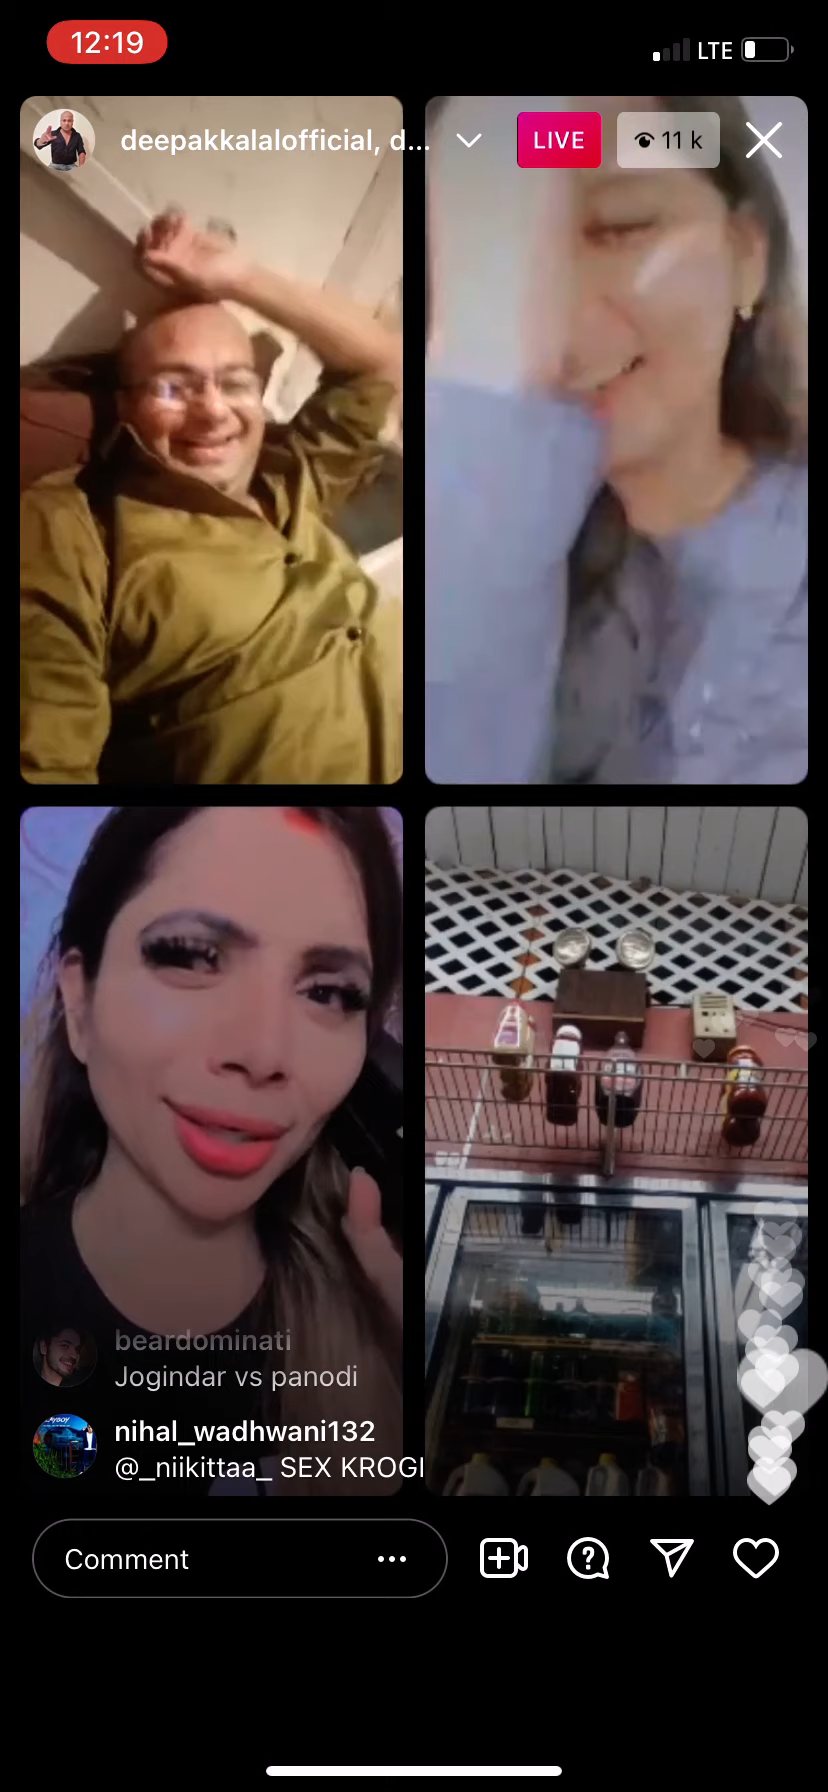 12:19
LTE
deepakkalalofficial, d...
LIVE
11 k
beardominati
Jogindar vs panodi
nihal_wadhwani132
@_niikittaa_ SEX KROGI
Comment